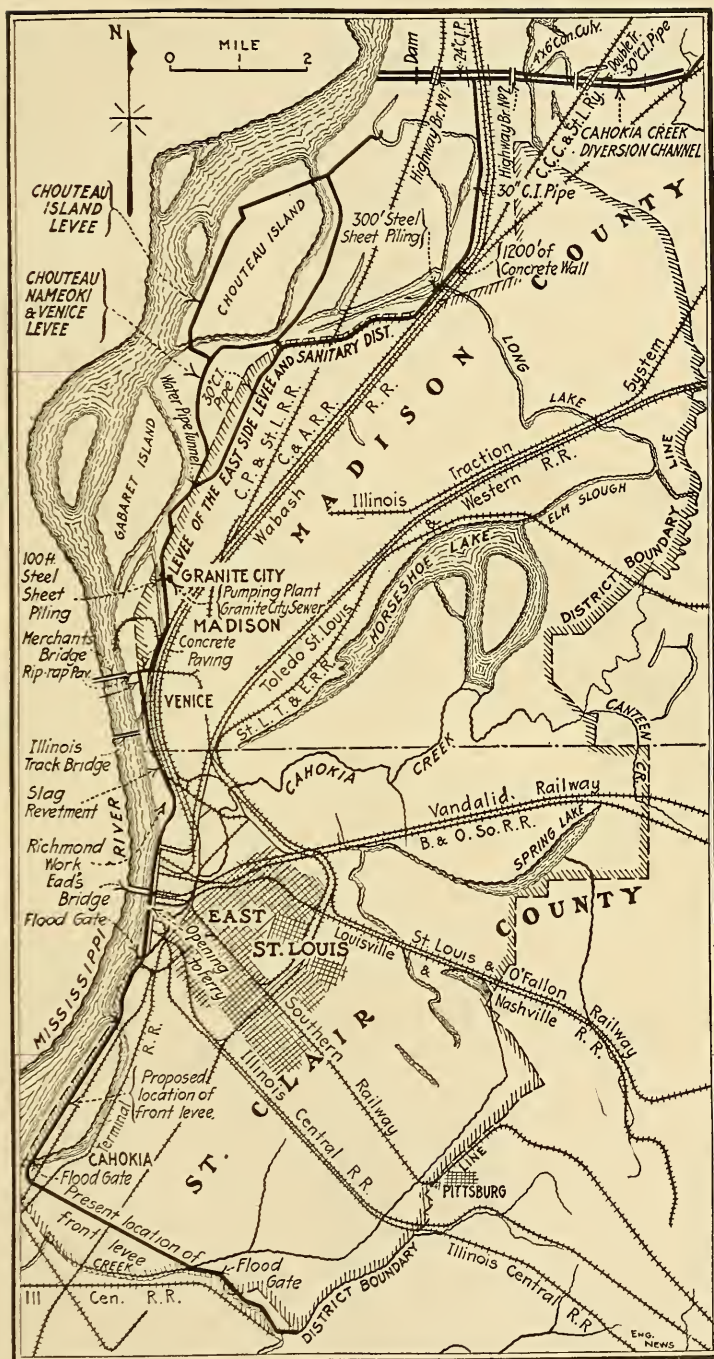 N
MILE
0 2
Dam
24"C.I.P.
4'x6' Con. Culv.
Double Tr.
30"C.I. Pipe
Highway Br. Nº1
Highway Br. Nº2
C.C.C. & St. L. Ry.
CAHOKIA CREEK
DIVERSION CHANNEL
CHOUTEAU
ISLAND
LEVEE
CHOUTEAU ISLAND
30" C.I. Pipe
300' Steel
Sheet Piling
1200' of
Concrete Wall
COUNTY
CHOUTEAU
NAMEOKI
& VENICE
LEVEE
30"C.I.
Pipe
Water Pipe Tunnel
LEVEE OF THE EAST SIDE LEVEE AND SANITARY DIST.
C.P. & St. L.R.R.
C. & A. R.R.
Wabash R.R.
MADISON
LONG
LAKE
System
Illinois Traction
Western R.R.
&
LINE
GABARET ISLAND
ELM SLOUGH
HORSESHOE LAKE
DISTRICT BOUNDARY
100 ft.
Steel
Sheet
Piling
GRANITE CITY
Pumping Plant
Granite City Sewer
MADISON
Concrete
Paving
Merchants
Bridge
Rip-rap Pav.
VENICE
Toledo St. Louis
St. L. T. & E. R.R.
CANTEEN
CR.
Illinois
Track Bridge
Slag
Revetment
CAHOKIA
CREEK
Vandalid. Railway
B. & O. So. R.R.
SPRING LAKE
RIVER
Richmond
Work
Ead's
Bridge
Flood Gate
EAST
ST. LOUIS
Opening
to Ferry
COUNTY
Louisville
&
Nashville
R.R.
St. Louis &
O'Fallon
Railway
MISSISSIPPI
Southern
Railway
Illinois
Central R.R.
ST. CLAIR
R.R.
Terminal
Proposed
location of
front levee
CAHOKIA
Flood Gate
Present location of
front levee
CREEK
LINE
PITTSBURG
Flood
Gate
DISTRICT BOUNDARY
Illinois Central
R.R
Ill Cen. R.R.
ENG.
NEWS